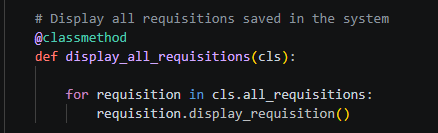 # Display all requisitions saved in the system
@classmethod
def display_all_requisitions(cls):
for requisition in cls.all_requisitions:
requisition.display_requisition()